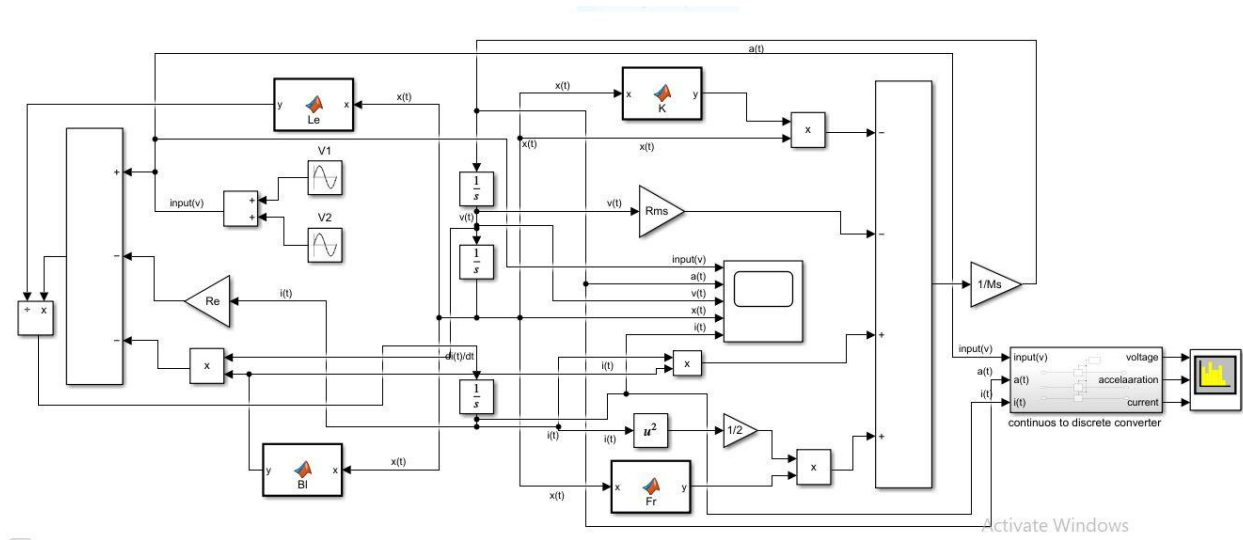 a(t)
y Le x
x(t)
x(t)
x K y
x
−
x(t)
x(t)
V1
+
input(v)
+
+
V2
1
s
v(t)
v(t)
Rms
−
1
s
input(v)
a(t)
v(t)
x(t)
i(t)
−
Re
i(t)
÷ x
1/Ms
−
x
di(t)/dt
i(t)
x
+
input(v)
a(t)
i(t)
input(v)
a(t)
i(t)
voltage
accelaaration
current
continuos to discrete converter
1
s
i(t)
i(t)
u²
1/2
x
+
y Bl x
x(t)
x(t)
x Fr y
Activate Windows